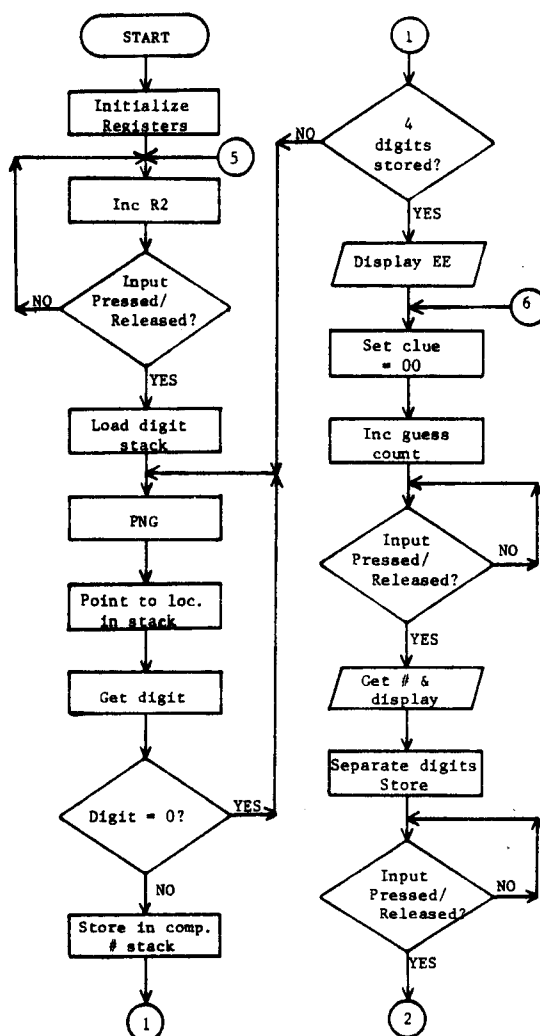 START
Initialize
Registers
5
Inc R2
Input
Pressed/
Released?
NO
YES
Load digit
stack
PNG
Point to loc.
in stack
Get digit
Digit = 0?
YES
NO
Store in comp.
# stack
1
1
4
digits
stored?
NO
YES
Display EE
6
Set clue
= 00
Inc guess
count
Input
Pressed/
Released?
NO
YES
Get # &
display
Separate digits
Store
Input
Pressed/
Released?
NO
YES
2